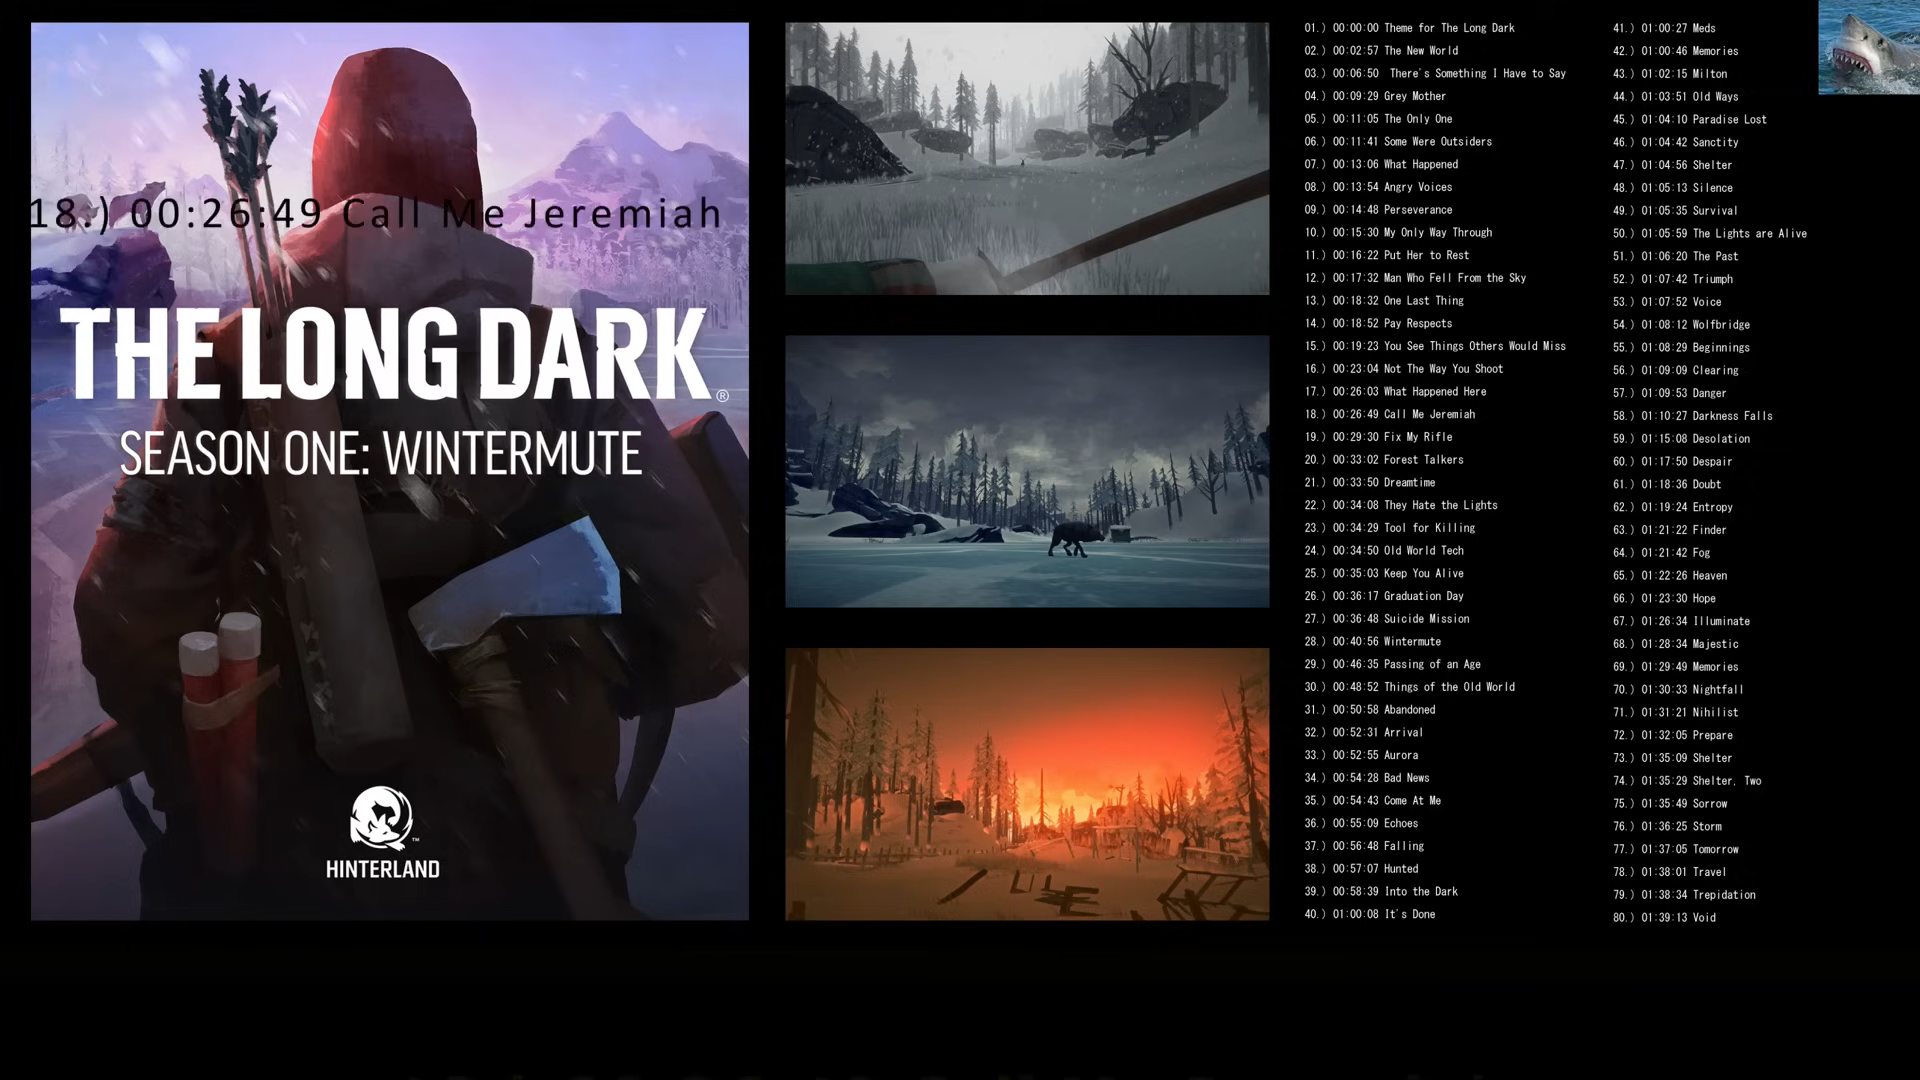 18.) 00:26:49 Call Me Jeremiah
THE LONG DARK®
SEASON ONE: WINTERMUTE
HINTERLAND™
01.) 00:00:00 Theme for The Long Dark
02.) 00:02:57 The New World
03.) 00:06:50 There's Something I Have to Say
04.) 00:09:29 Grey Mother
05.) 00:11:05 The Only One
06.) 00:11:41 Some Were Outsiders
07.) 00:13:06 What Happened
08.) 00:13:54 Angry Voices
09.) 00:14:48 Perseverance
10.) 00:15:30 My Only Way Through
11.) 00:16:22 Put Her to Rest
12.) 00:17:32 Man Who Fell From the Sky
13.) 00:18:32 One Last Thing
14.) 00:18:52 Pay Respects
15.) 00:19:23 You See Things Others Would Miss
16.) 00:23:04 Not The Way You Shoot
17.) 00:26:03 What Happened Here
18.) 00:26:49 Call Me Jeremiah
19.) 00:29:30 Fix My Rifle
20.) 00:33:02 Forest Talkers
21.) 00:33:50 Dreamtime
22.) 00:34:08 They Hate the Lights
23.) 00:34:29 Tool for Killing
24.) 00:34:50 Old World Tech
25.) 00:35:03 Keep You Alive
26.) 00:36:17 Graduation Day
27.) 00:36:48 Suicide Mission
28.) 00:40:56 Wintermute
29.) 00:46:35 Passing of an Age
30.) 00:48:52 Things of the Old World
31.) 00:50:58 Abandoned
32.) 00:52:31 Arrival
33.) 00:52:55 Aurora
34.) 00:54:28 Bad News
35.) 00:54:43 Come At Me
36.) 00:55:09 Echoes
37.) 00:56:48 Falling
38.) 00:57:07 Hunted
39.) 00:58:39 Into the Dark
40.) 01:00:08 It's Done
41.) 01:00:27 Meds
42.) 01:00:46 Memories
43.) 01:02:15 Milton
44.) 01:03:51 Old Ways
45.) 01:04:10 Paradise Lost
46.) 01:04:42 Sanctity
47.) 01:04:56 Shelter
48.) 01:05:13 Silence
49.) 01:05:35 Survival
50.) 01:05:59 The Lights are Alive
51.) 01:06:20 The Past
52.) 01:07:42 Triumph
53.) 01:07:52 Voice
54.) 01:08:12 Wolfbridge
55.) 01:08:29 Beginnings
56.) 01:09:09 Clearing
57.) 01:09:53 Danger
58.) 01:10:27 Darkness Falls
59.) 01:15:08 Desolation
60.) 01:17:50 Despair
61.) 01:18:36 Doubt
62.) 01:19:24 Entropy
63.) 01:21:22 Finder
64.) 01:21:42 Fog
65.) 01:22:26 Heaven
66.) 01:23:30 Hope
67.) 01:26:34 Illuminate
68.) 01:28:34 Majestic
69.) 01:29:49 Memories
70.) 01:30:33 Nightfall
71.) 01:31:21 Nihilist
72.) 01:32:05 Prepare
73.) 01:35:09 Shelter
74.) 01:35:29 Shelter, Two
75.) 01:35:49 Sorrow
76.) 01:36:25 Storm
77.) 01:37:05 Tomorrow
78.) 01:38:01 Travel
79.) 01:38:34 Trepidation
80.) 01:39:13 Void